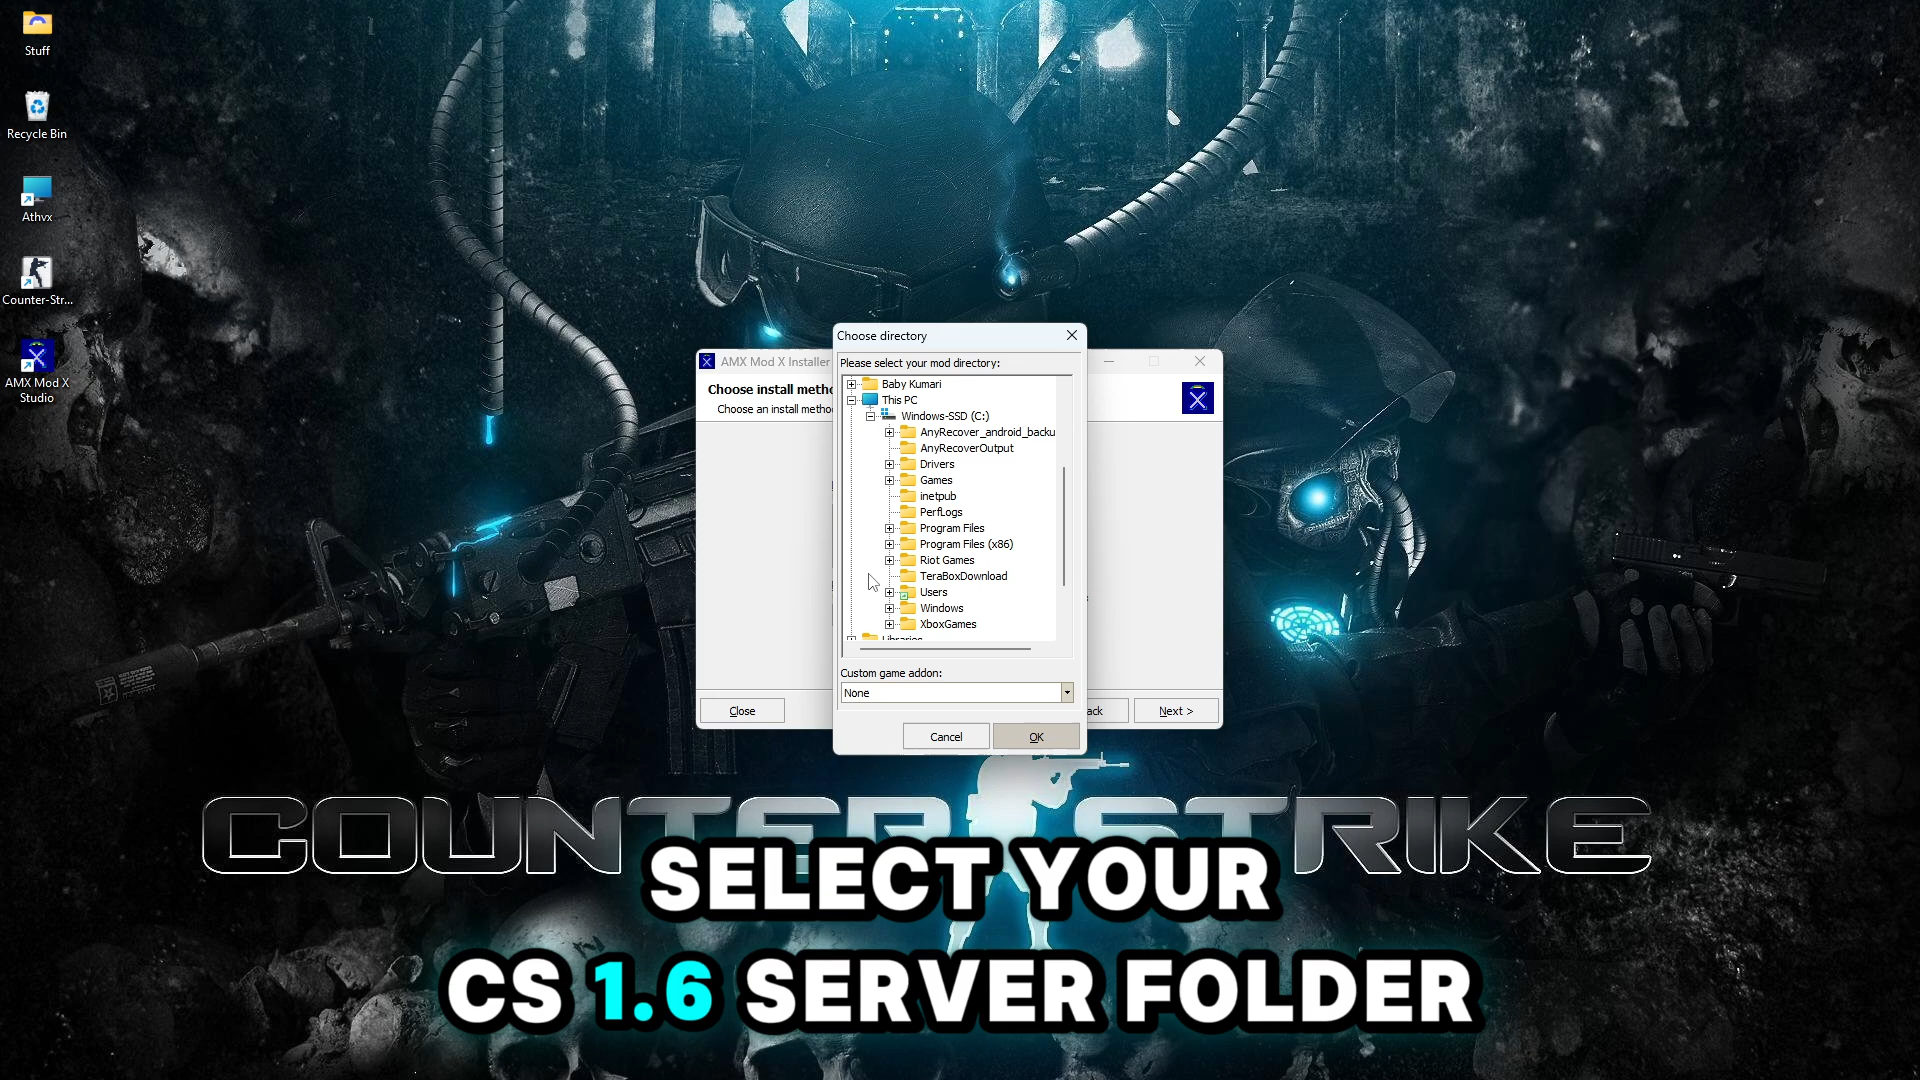 Stuff
Recycle Bin
Athvx
Counter-Str...
AMX Mod X
Studio
AMX Mod X Installer
Choose install metho
Choose an install metho
Close
ack
Next >
Choose directory
Please select your mod directory:
Baby Kumari
This PC
Windows-SSD (C:)
AnyRecover_android_backu
AnyRecoverOutput
Drivers
Games
inetpub
PerfLogs
Program Files
Program Files (x86)
Riot Games
TeraBoxDownload
Users
Windows
XboxGames
Libraries
Custom game addon:
None
Cancel
OK
COUNTER STRIKE
SELECT YOUR
CS 1.6 SERVER FOLDER